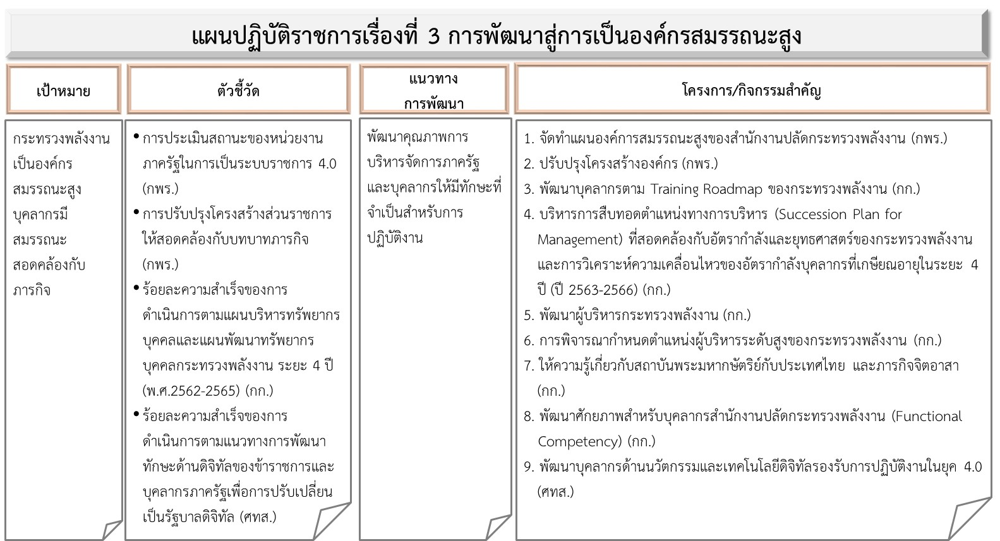 แผนปฏิบัติราชการเรื่องที่ 3 การพัฒนาสู่การเป็นองค์กรสมรรถนะสูง
เป้าหมาย
ตัวชี้วัด
แนวทาง
การพัฒนา
โครงการ/กิจกรรมสำคัญ
กระทรวงพลังงาน
เป็นองค์กร
สมรรถนะสูง
บุคลากรมี
สมรรถนะ
สอดคล้องกับ
ภารกิจ
• การประเมินสถานะของหน่วยงาน
ภาครัฐในการเป็นระบบราชการ 4.0
(กพร.)
• การปรับปรุงโครงสร้างส่วนราชการ
ให้สอดคล้องกับบทบาทภารกิจ
(กพร.)
• ร้อยละความสำเร็จของการ
ดำเนินการตามแผนบริหารทรัพยากร
บุคคลและแผนพัฒนาทรัพยากร
บุคคลกระทรวงพลังงาน ระยะ 4 ปี
(พ.ศ.2562-2565) (กก.)
• ร้อยละความสำเร็จของการ
ดำเนินการตามแนวทางการพัฒนา
ทักษะด้านดิจิทัลของข้าราชการและ
บุคลากรภาครัฐเพื่อการปรับเปลี่ยน
เป็นรัฐบาลดิจิทัล (ศทส.)
พัฒนาคุณภาพการ
บริหารจัดการภาครัฐ
และบุคลากรให้มีทักษะที่
จำเป็นสำหรับการ
ปฏิบัติงาน
1. จัดทำแผนองค์การสมรรถนะสูงของสำนักงานปลัดกระทรวงพลังงาน (กพร.)
2. ปรับปรุงโครงสร้างองค์กร (กพร.)
3. พัฒนาบุคลากรตาม Training Roadmap ของกระทรวงพลังงาน (กก.)
4. บริหารการสืบทอดตำแหน่งทางการบริหาร (Succession Plan for
Management) ที่สอดคล้องกับอัตรากำลังและยุทธศาสตร์ของกระทรวงพลังงาน
และการวิเคราะห์ความเคลื่อนไหวของอัตรากำลังบุคลากรที่เกษียณอายุในระยะ 4
ปี (ปี 2563-2566) (กก.)
5. พัฒนาผู้บริหารกระทรวงพลังงาน (กก.)
6. การพิจารณากำหนดตำแหน่งผู้บริหารระดับสูงของกระทรวงพลังงาน (กก.)
7. ให้ความรู้เกี่ยวกับสถาบันพระมหากษัตริย์กับประเทศไทย และภารกิจจิตอาสา
(กก.)
8. พัฒนาศักยภาพสำหรับบุคลากรสำนักงานปลัดกระทรวงพลังงาน (Functional
Competency) (กก.)
9. พัฒนาบุคลากรด้านนวัตกรรมและเทคโนโลยีดิจิทัลรองรับการปฏิบัติงานในยุค 4.0
(ศทส.)